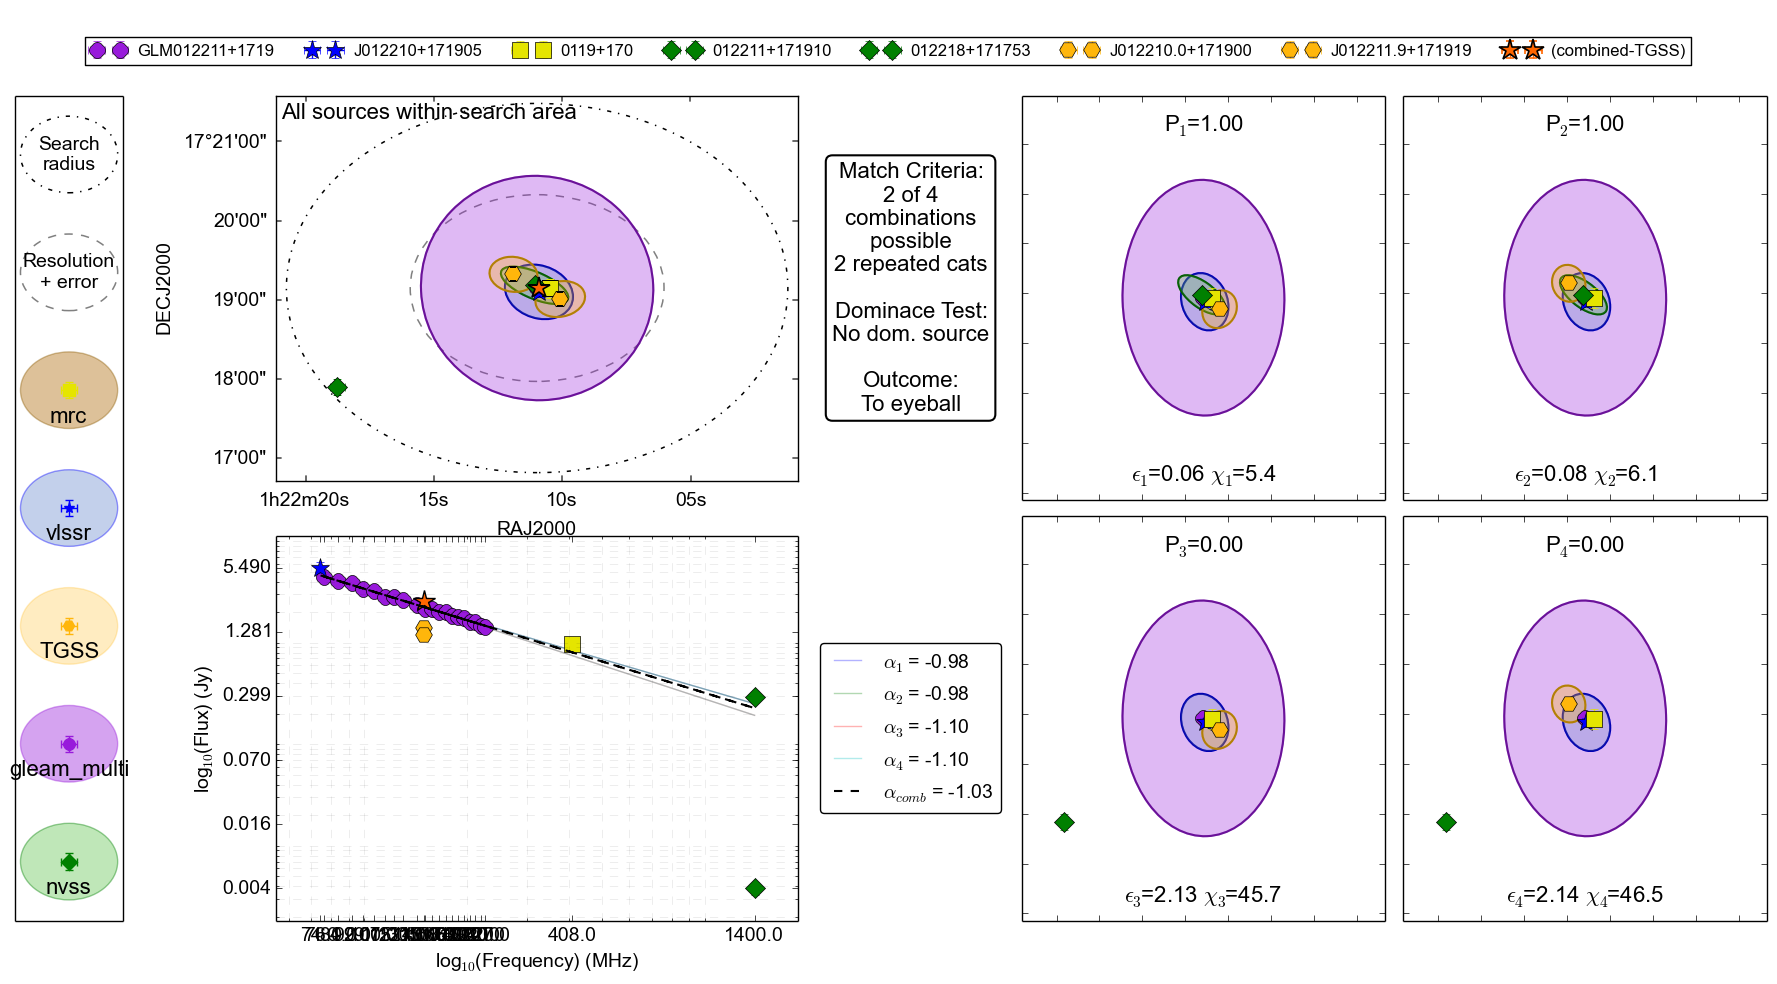 GLM012211+1719 J012210+171905 0119+170 012211+171910 012218+171753 J012210.0+171900 J012211.9+171919 (combined-TGSS)
Search
radius
Resolution
+ error
mrc
vlssr
TGSS
gleam_multi
nvss
All sources within search area
DECJ2000
17°21'00"
20'00"
19'00"
18'00"
17'00"
1h22m20s 15s 10s 05s
RAJ2000
Match Criteria:
2 of 4
combinations
possible
2 repeated cats
Dominace Test:
No dom. source
Outcome:
To eyeball
P1=1.00
ϵ1=0.06 χ1=5.4
P2=1.00
ϵ2=0.08 χ2=6.1
log10(Flux) (Jy)
5.490
1.281
0.299
0.070
0.016
0.004
408.0 1400.0
log10(Frequency) (MHz)
α1 = -0.98
α2 = -0.98
α3 = -1.10
α4 = -1.10
αcomb = -1.03
P3=0.00
ϵ3=2.13 χ3=45.7
P4=0.00
ϵ4=2.14 χ4=46.5